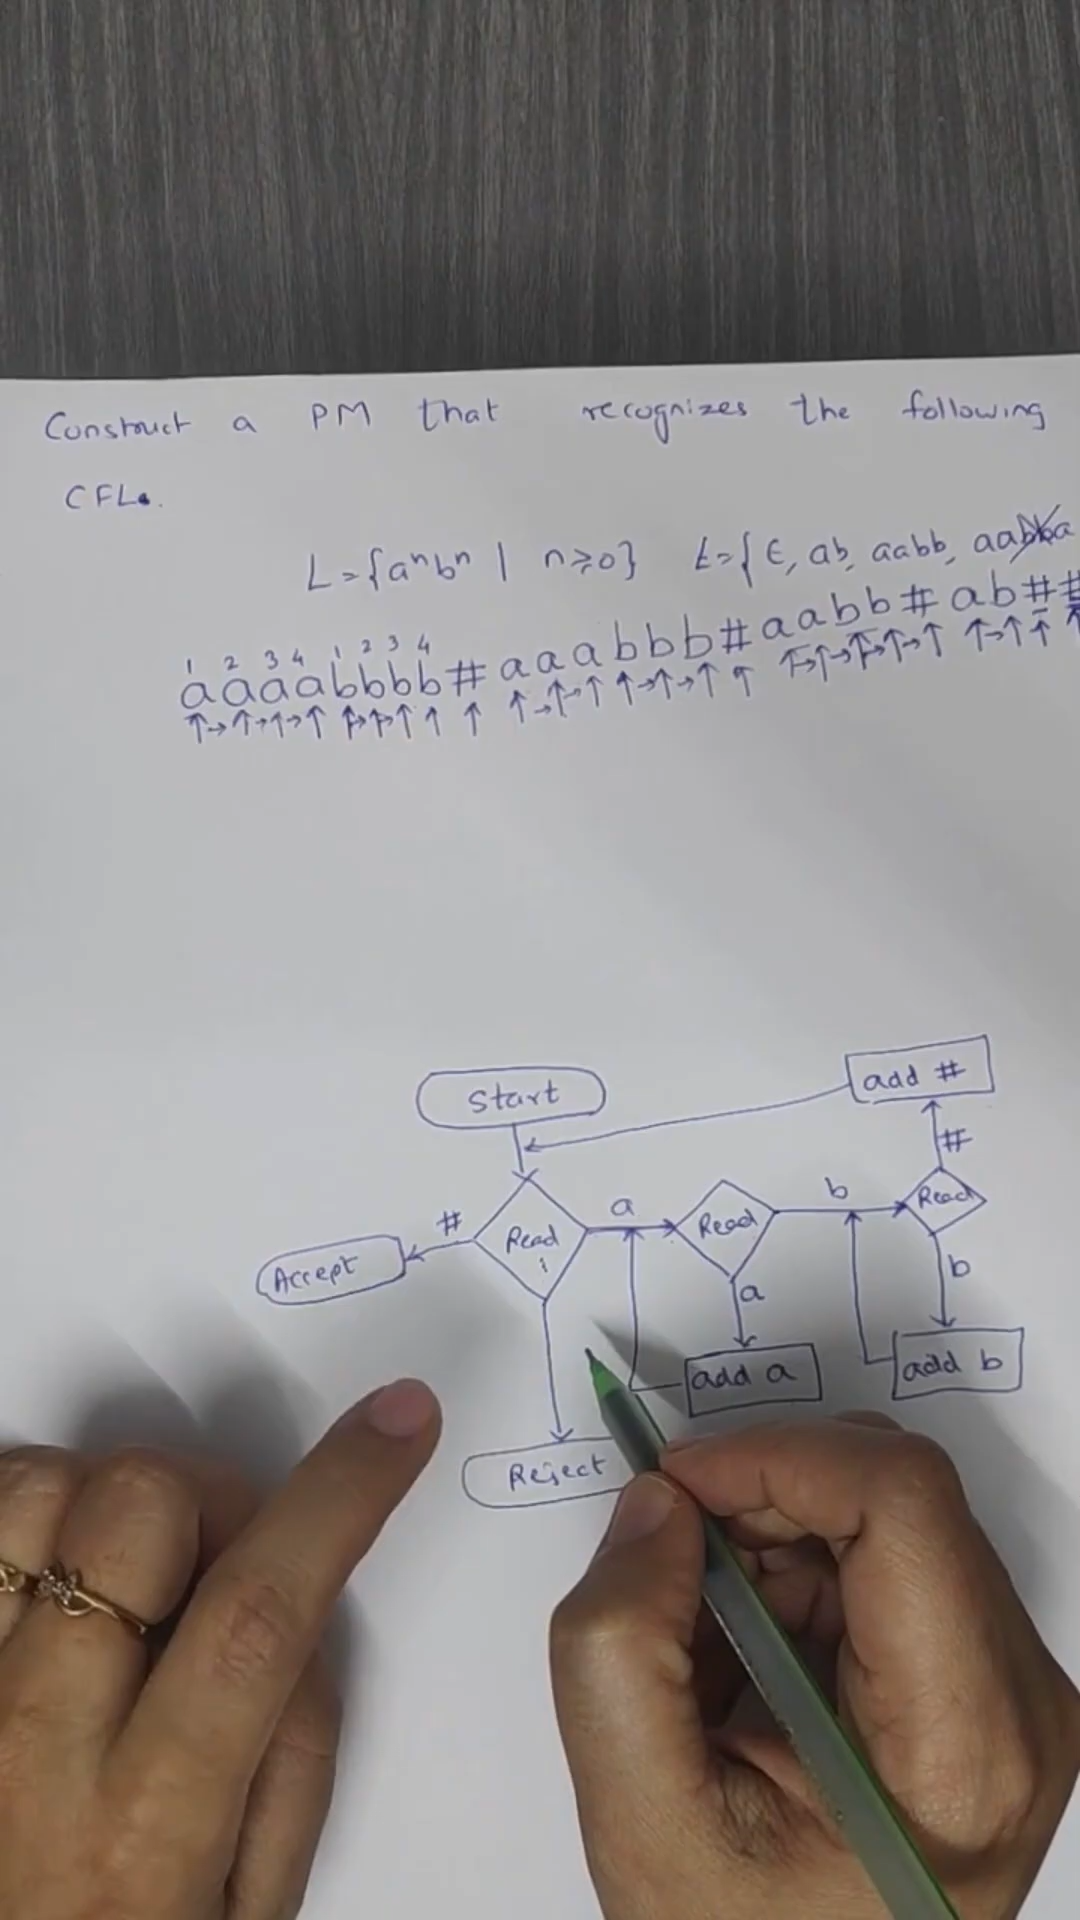 Construct a PM that recognizes the following
CFL.
L = {aⁿbⁿ | n ≥ 0} L = { ε, ab, aabb,
1 2 3 4 1 2 3 4
aaaabbbb # aaabbb # aabb # ab # #
add #
Start
#
b
a
#
Read
Read
Read
Accept
b
a
add a
add b
Reject